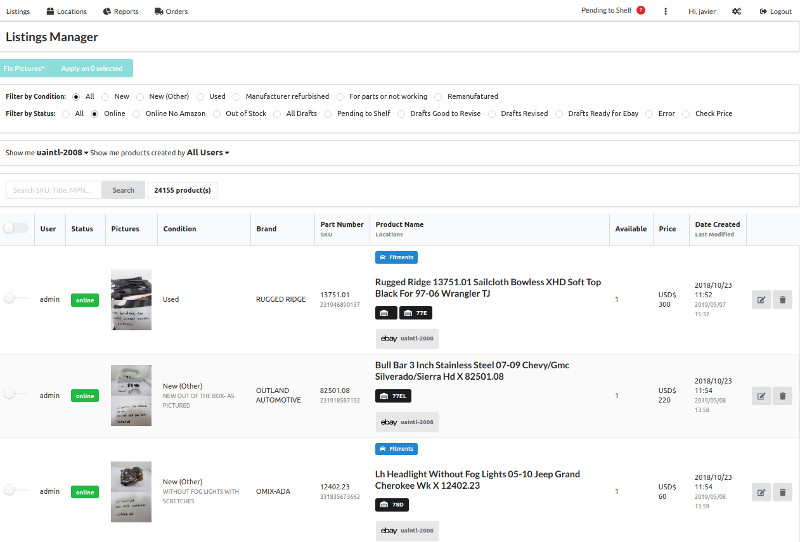 Listings Locations Reports Orders Pending to Shelf 7 Hi, javier Logout
Listings Manager
Fix Pictures* Apply on 0 selected
Filter by Condition: All New New (Other) Used Manufacturer refurbished For parts or not working Remanufatured
Filter by Status: All Online Online No Amazon Out of Stock All Drafts Pending to Shelf Drafts Good to Revise Drafts Revised Drafts Ready for Ebay Error Check Price
Show me uaintl-2008 Show me products created by All Users
Search SKU, Title, MPN... Search 24155 product(s)
User Status Pictures Condition Brand Part Number Product Name Available Price Date Created
SKU Locations Last Modified
Fitments
admin online Used RUGGED RIDGE 13751.01 Rugged Ridge 13751.01 Sailcloth Bowless XHD Soft Top 1 USD$ 2018/10/23
231946890137 Black For 97-06 Wrangler TJ 300 11:52
77E 2019/05/07
15:32
ebay uaintl-2008
admin online New (Other) OUTLAND 82501.08 Bull Bar 3 Inch Stainless Steel 07-09 Chevy/Gmc 1 USD$ 2018/10/23
NEW OUT OF THE BOX- AS AUTOMOTIVE 231918587192 Silverado/Sierra Hd X 82501.08 220 11:54
PICTURED 77EL 2019/05/08
13:58
ebay uaintl-2008
Fitments
admin online New (Other) OMIX-ADA 12402.23 Lh Headlight Without Fog Lights 05-10 Jeep Grand 1 USD$ 2018/10/23
WITHOUT FOG LIGHTS WITH 331835673662 Cherokee Wk X 12402.23 60 11:54
SCRETCHES 78D 2019/05/08
13:59
ebay uaintl-2008